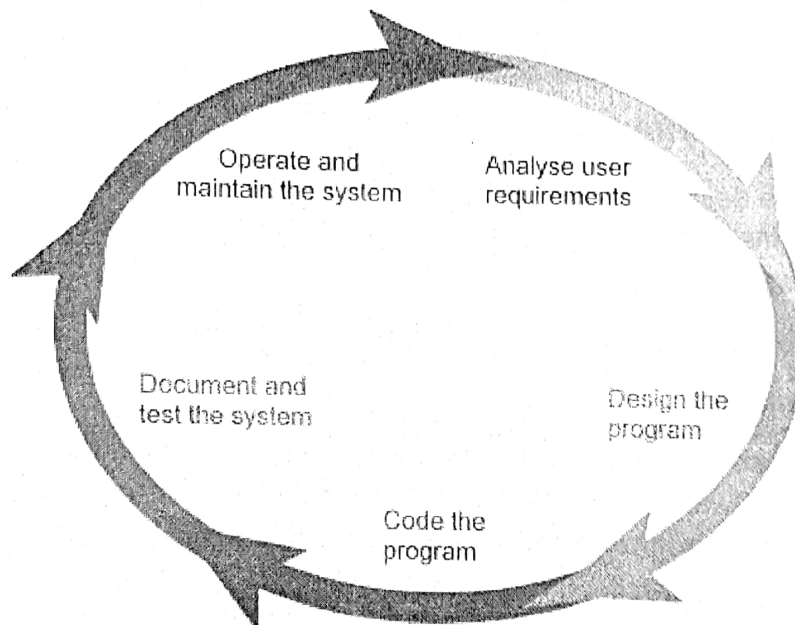 Operate and
maintain the system
Analyse user
requirements
Document and
test the system
Design the
program
Code the
program